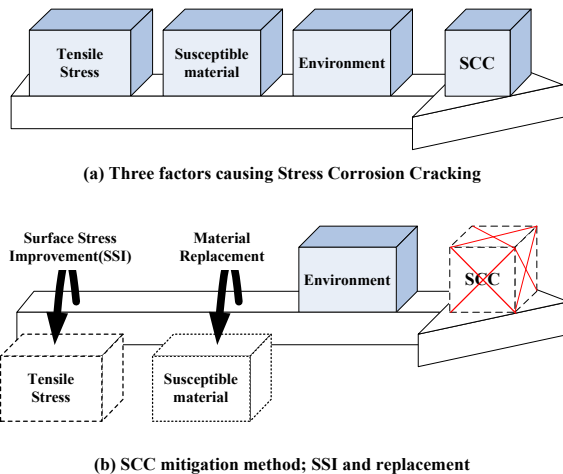 Tensile
Stress
Susceptible
material
Environment
SCC
(a) Three factors causing Stress Corrosion Cracking
Surface Stress
Improvement(SSI)
Material
Replacement
Environment
SCC
Tensile
Stress
Susceptible
material
(b) SCC mitigation method; SSI and replacement